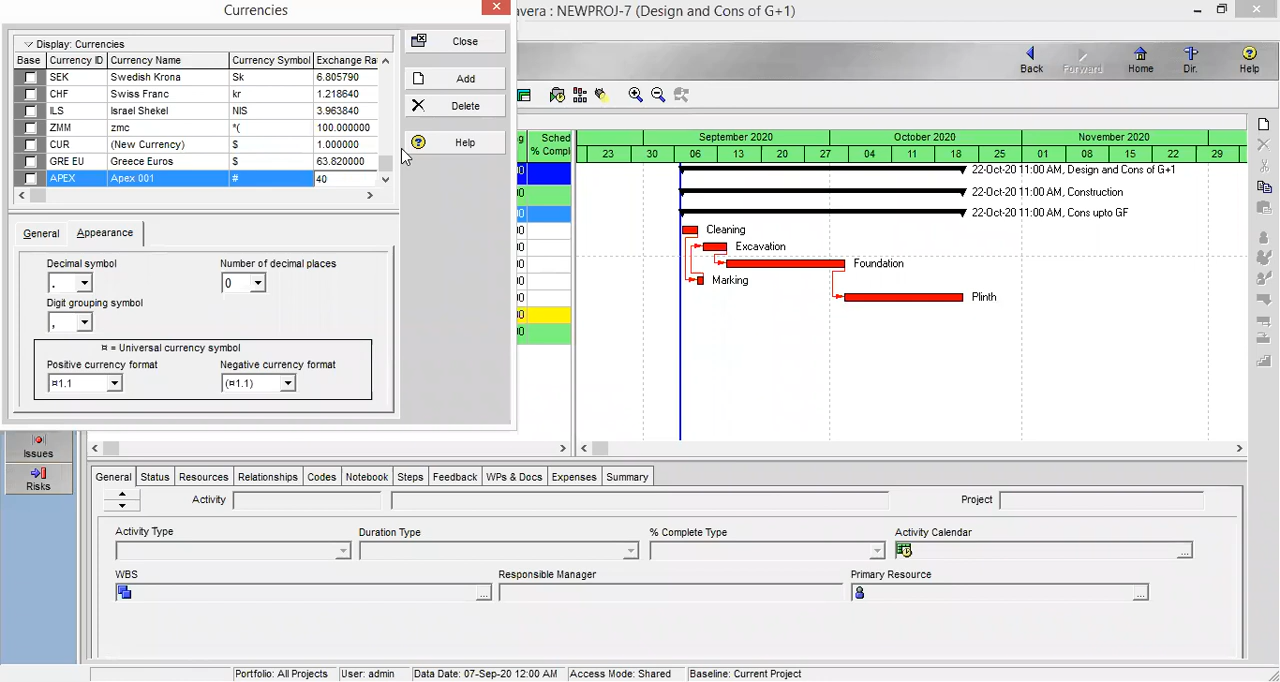 Currencies
avera : NEWPROJ-7 (Design and Cons of G+1)
Display: Currencies
Base Currency ID Currency Name Currency Symbol Exchange Ra
SEK Swedish Krona Sk 6.805790
CHF Swiss Franc kr 1.218640
ILS Israel Shekel NIS 3.963840
ZMM zmc *( 100.000000
CUR (New Currency) $ 1.000000
GRE EU Greece Euros $ 63.820000
APEX Apex 001 # 40
Close
Add
Delete
Help
General Appearance
Decimal symbol Number of decimal places
. 0
Digit grouping symbol
,
¤ = Universal currency symbol
Positive currency format Negative currency format
¤1.1 (¤1.1)
Back Forward Home Dir. Help
Sched
% Comple
September 2020 October 2020 November 2020
23 30 06 13 20 27 04 11 18 25 01 08 15 22 29
22-Oct-20 11:00 AM, Design and Cons of G+1
22-Oct-20 11:00 AM, Construction
22-Oct-20 11:00 AM, Cons upto GF
Cleaning
Excavation
Foundation
Marking
Plinth
Issues
Risks
General Status Resources Relationships Codes Notebook Steps Feedback WPs & Docs Expenses Summary
Activity Project
Activity Type Duration Type % Complete Type Activity Calendar
WBS Responsible Manager Primary Resource
Portfolio: All Projects User: admin Data Date: 07-Sep-20 12:00 AM Access Mode: Shared Baseline: Current Project